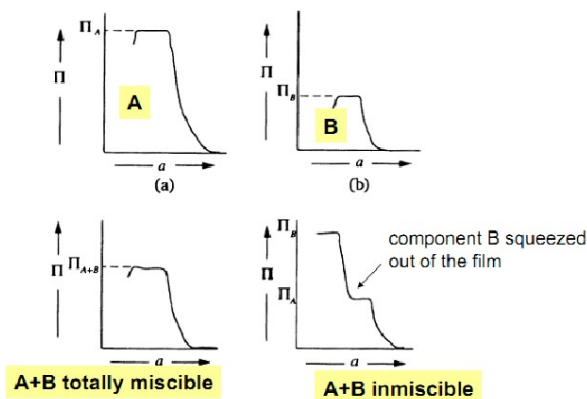 Π_A
Π
A
a
(a)
Π_B
Π
B
a
(b)
Π_{A+B}
Π
a
A+B totally miscible
Π_B
Π
Π_A
component B squeezed
out of the film
a
A+B inmiscible